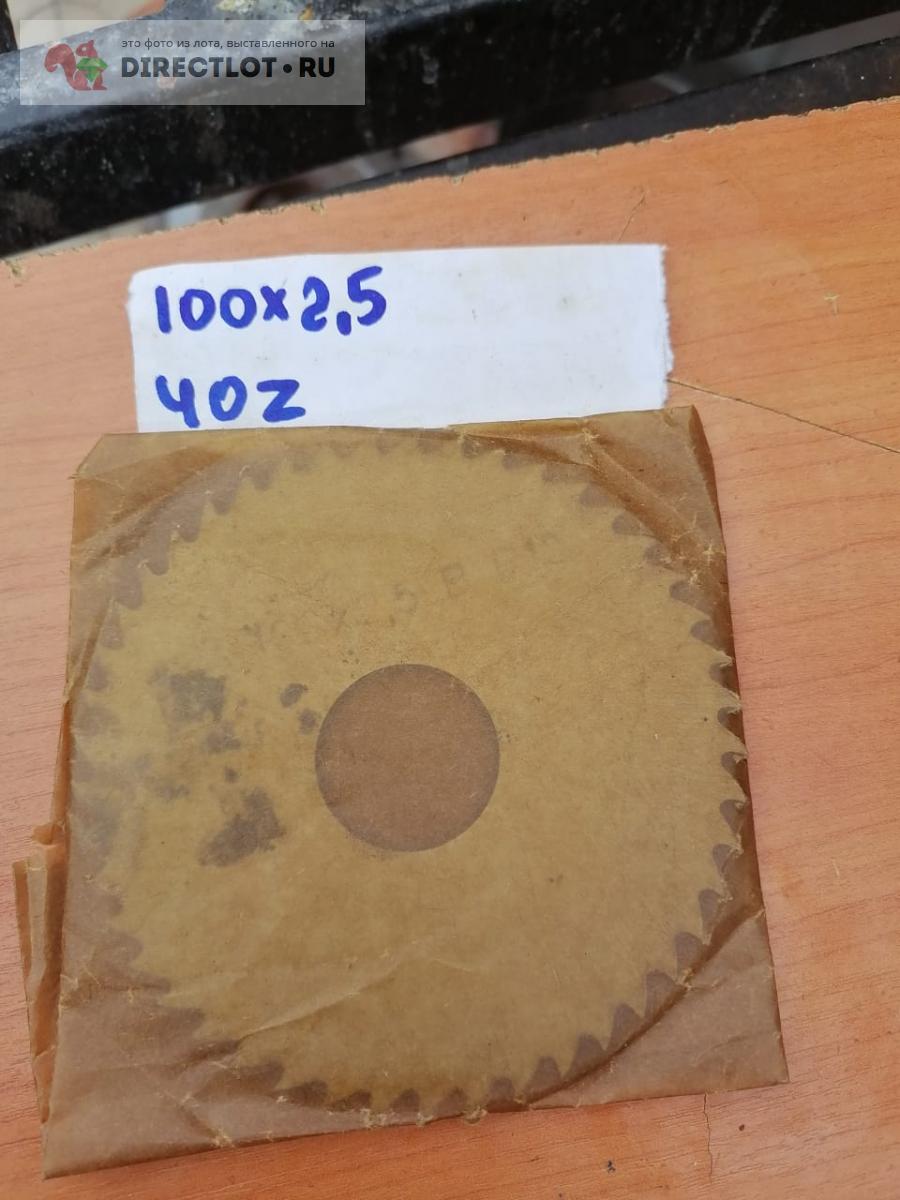 это фото из лота, выставленного на
DIRECTLOT.RU
100x2,5
40z